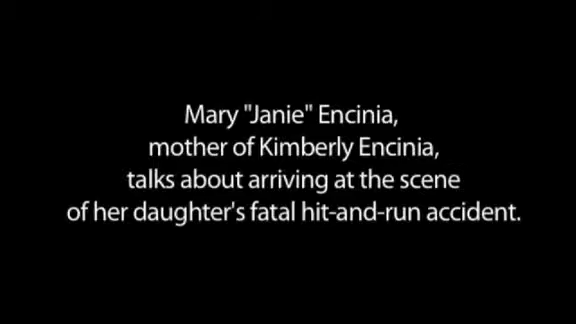 Mary "Janie" Encinia,
mother of Kimberly Encinia,
talks about arriving at the scene
of her daughter's fatal hit-and-run accident.